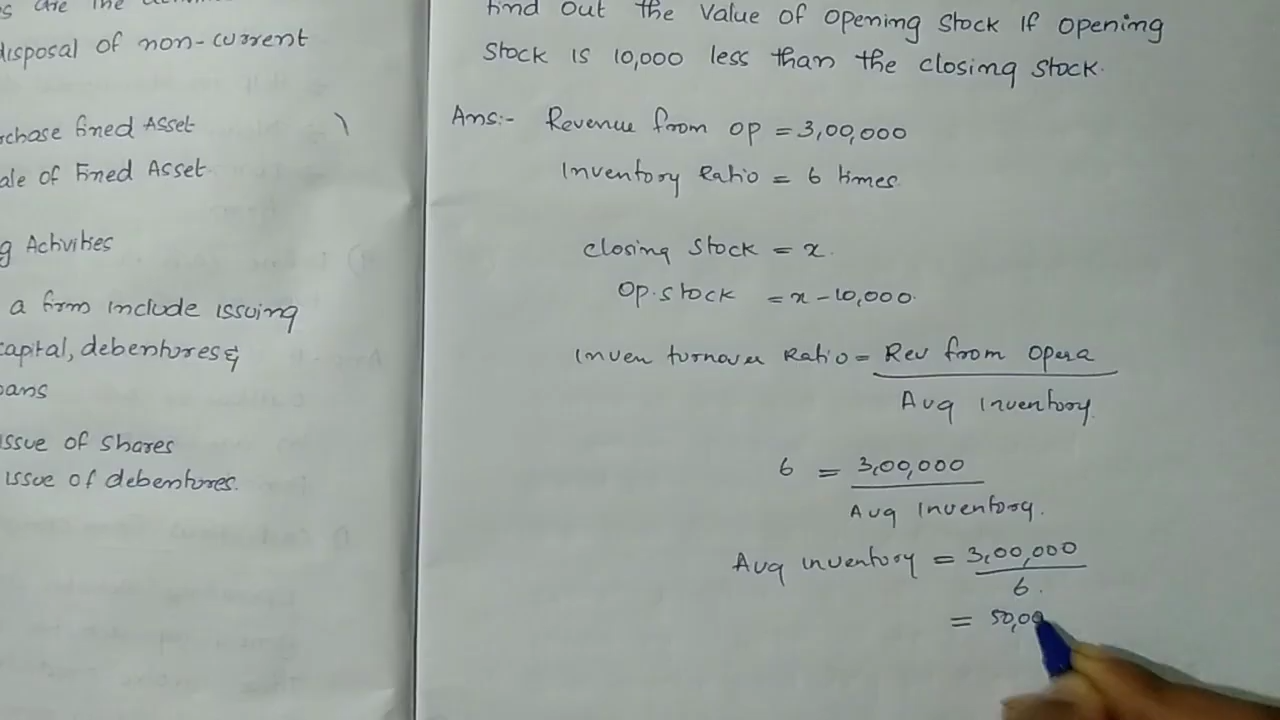 disposal of non-current
rchase fined Asset
ale of Fined Asset
g Activities
a firm include issuing
capital, debentures &
oans
issue of shares
issue of debentures.
find out the value of opening stock if opening
stock is 10,000 less than the closing stock.
Ans:- Revenue from op = 3,00,000
Inventory Ratio = 6 times
closing stock = x.
Op. stock = x - 10,000.
Inven turnover Ratio = Rev from opera
Avg inventory.
6 = 3,00,000
Avg inventory.
Avg inventory = 3,00,000
6.
= 50,00